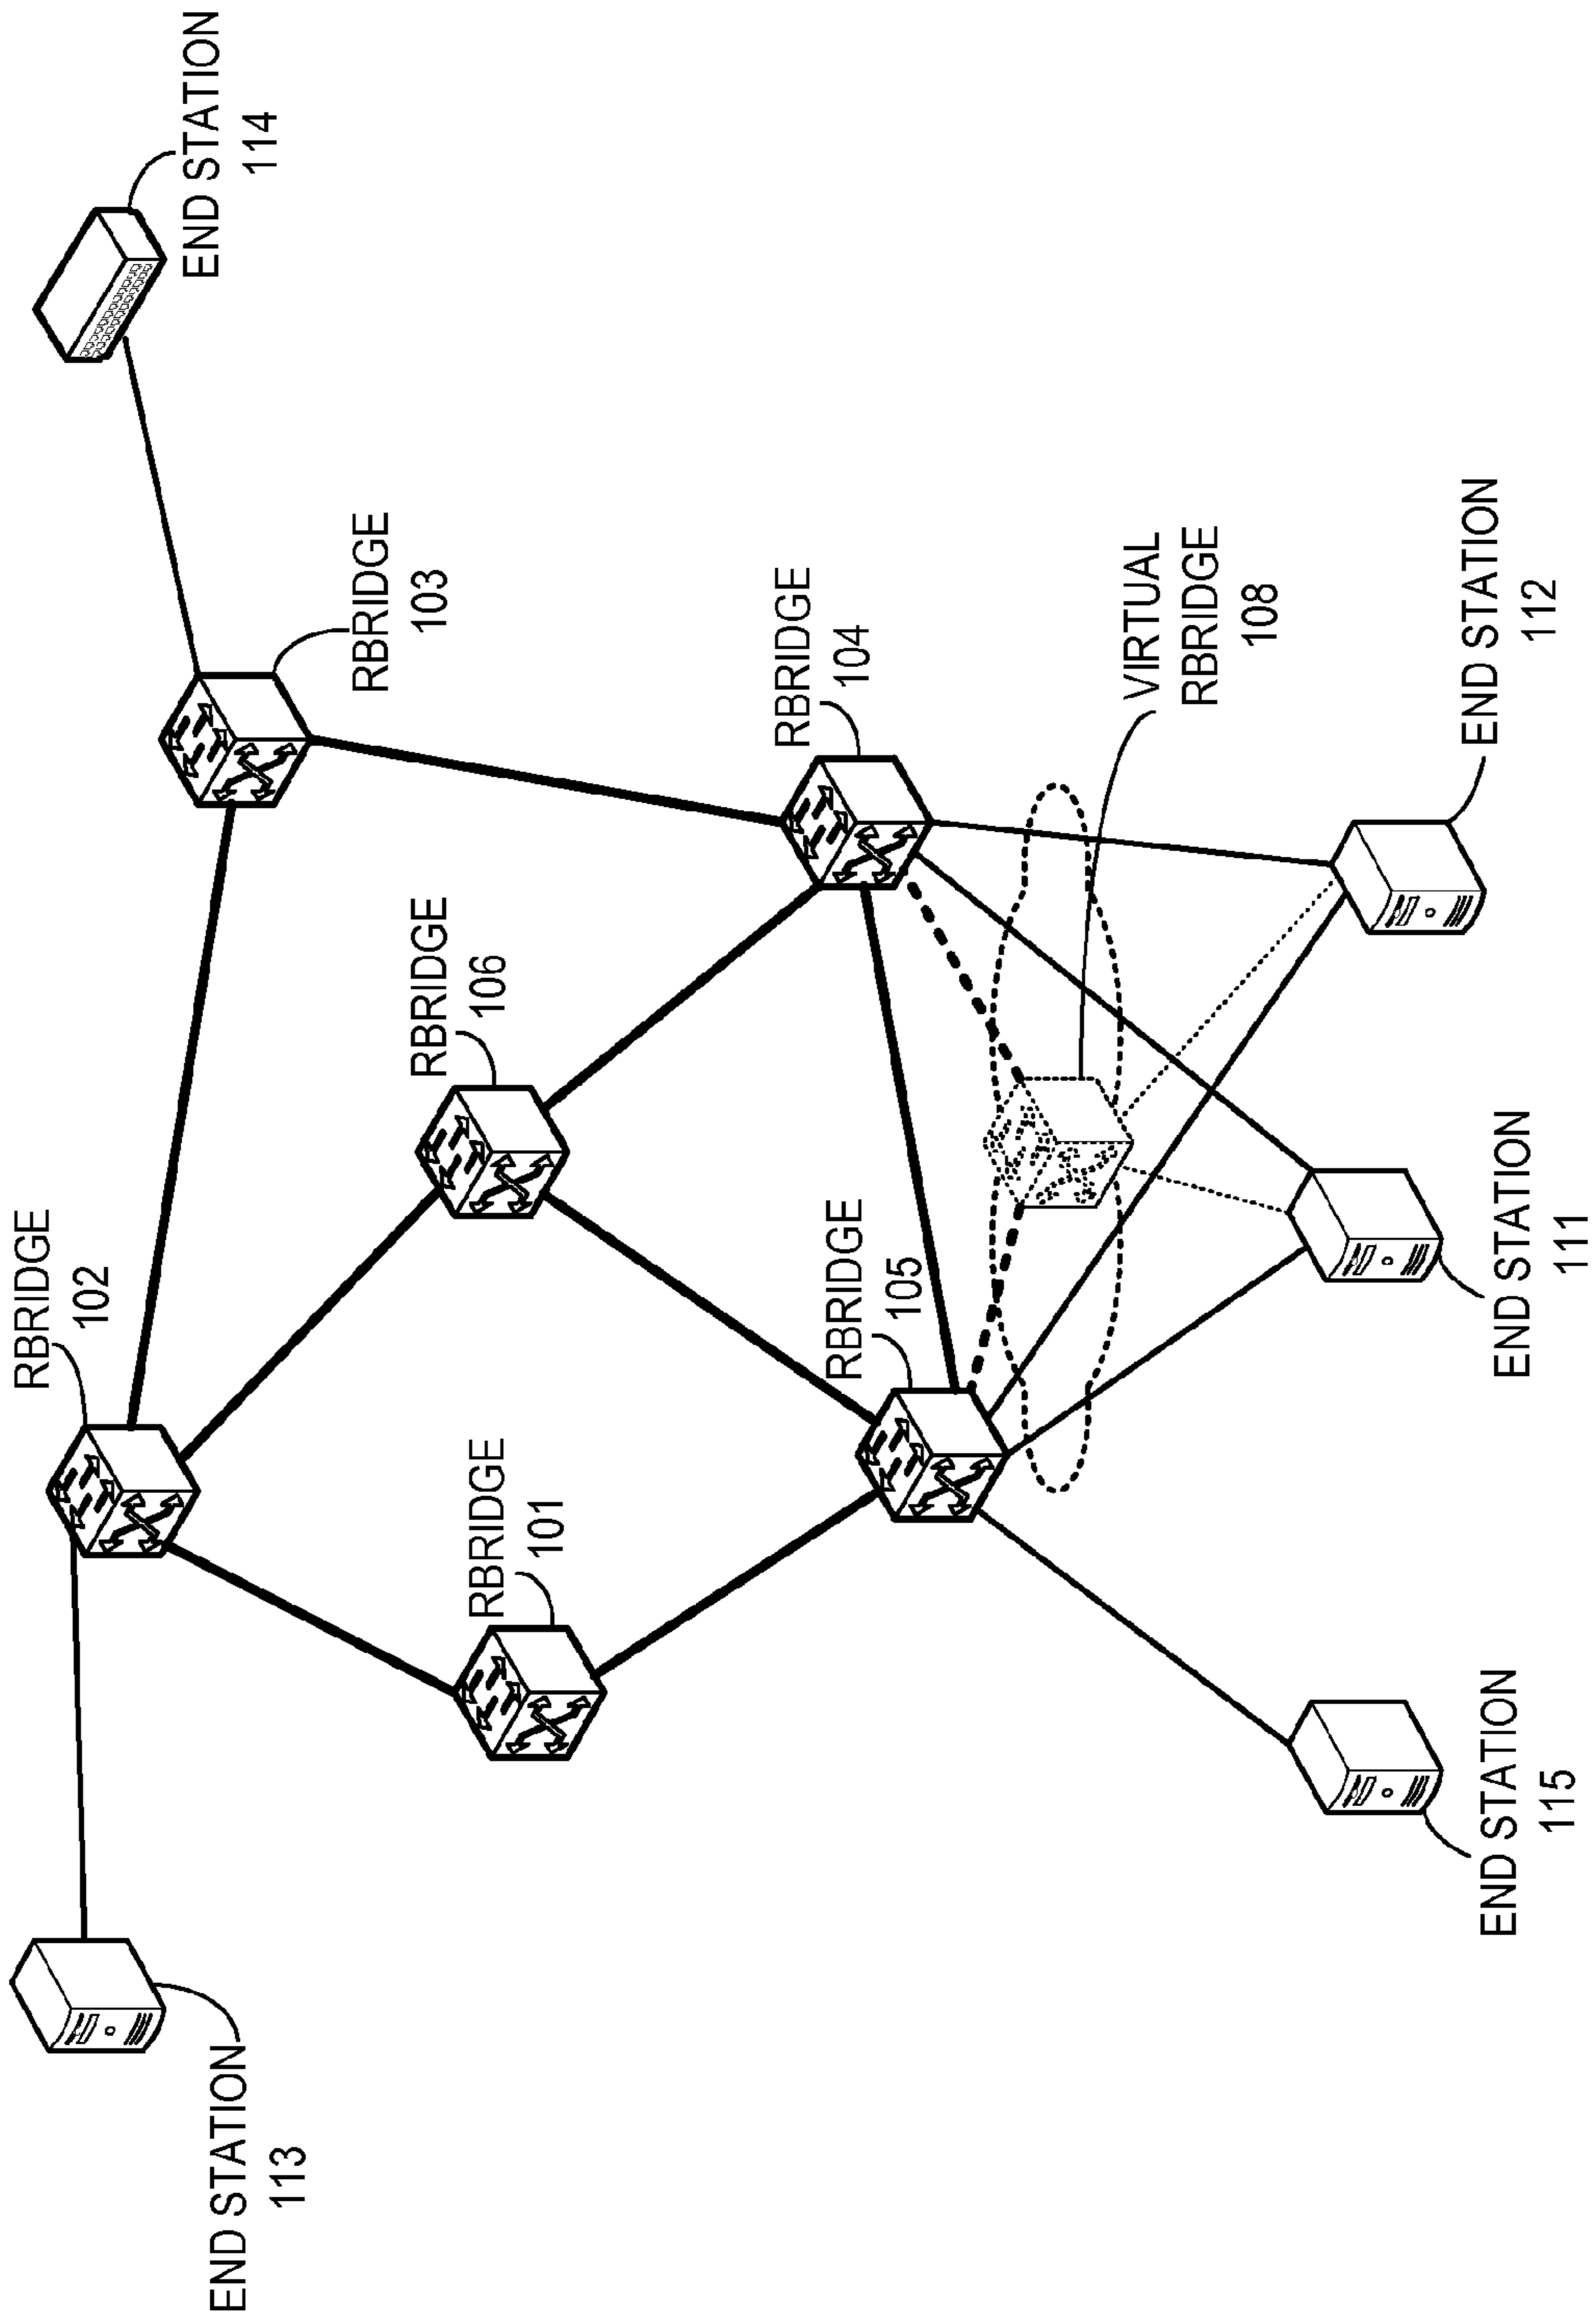 END STATION
113
RBRIDGE
102
END STATION
114
RBRIDGE
103
RBRIDGE
101
RBRIDGE
106
RBRIDGE
105
RBRIDGE
104
VIRTUAL
RBRIDGE
108
END STATION
115
END STATION
111
END STATION
112